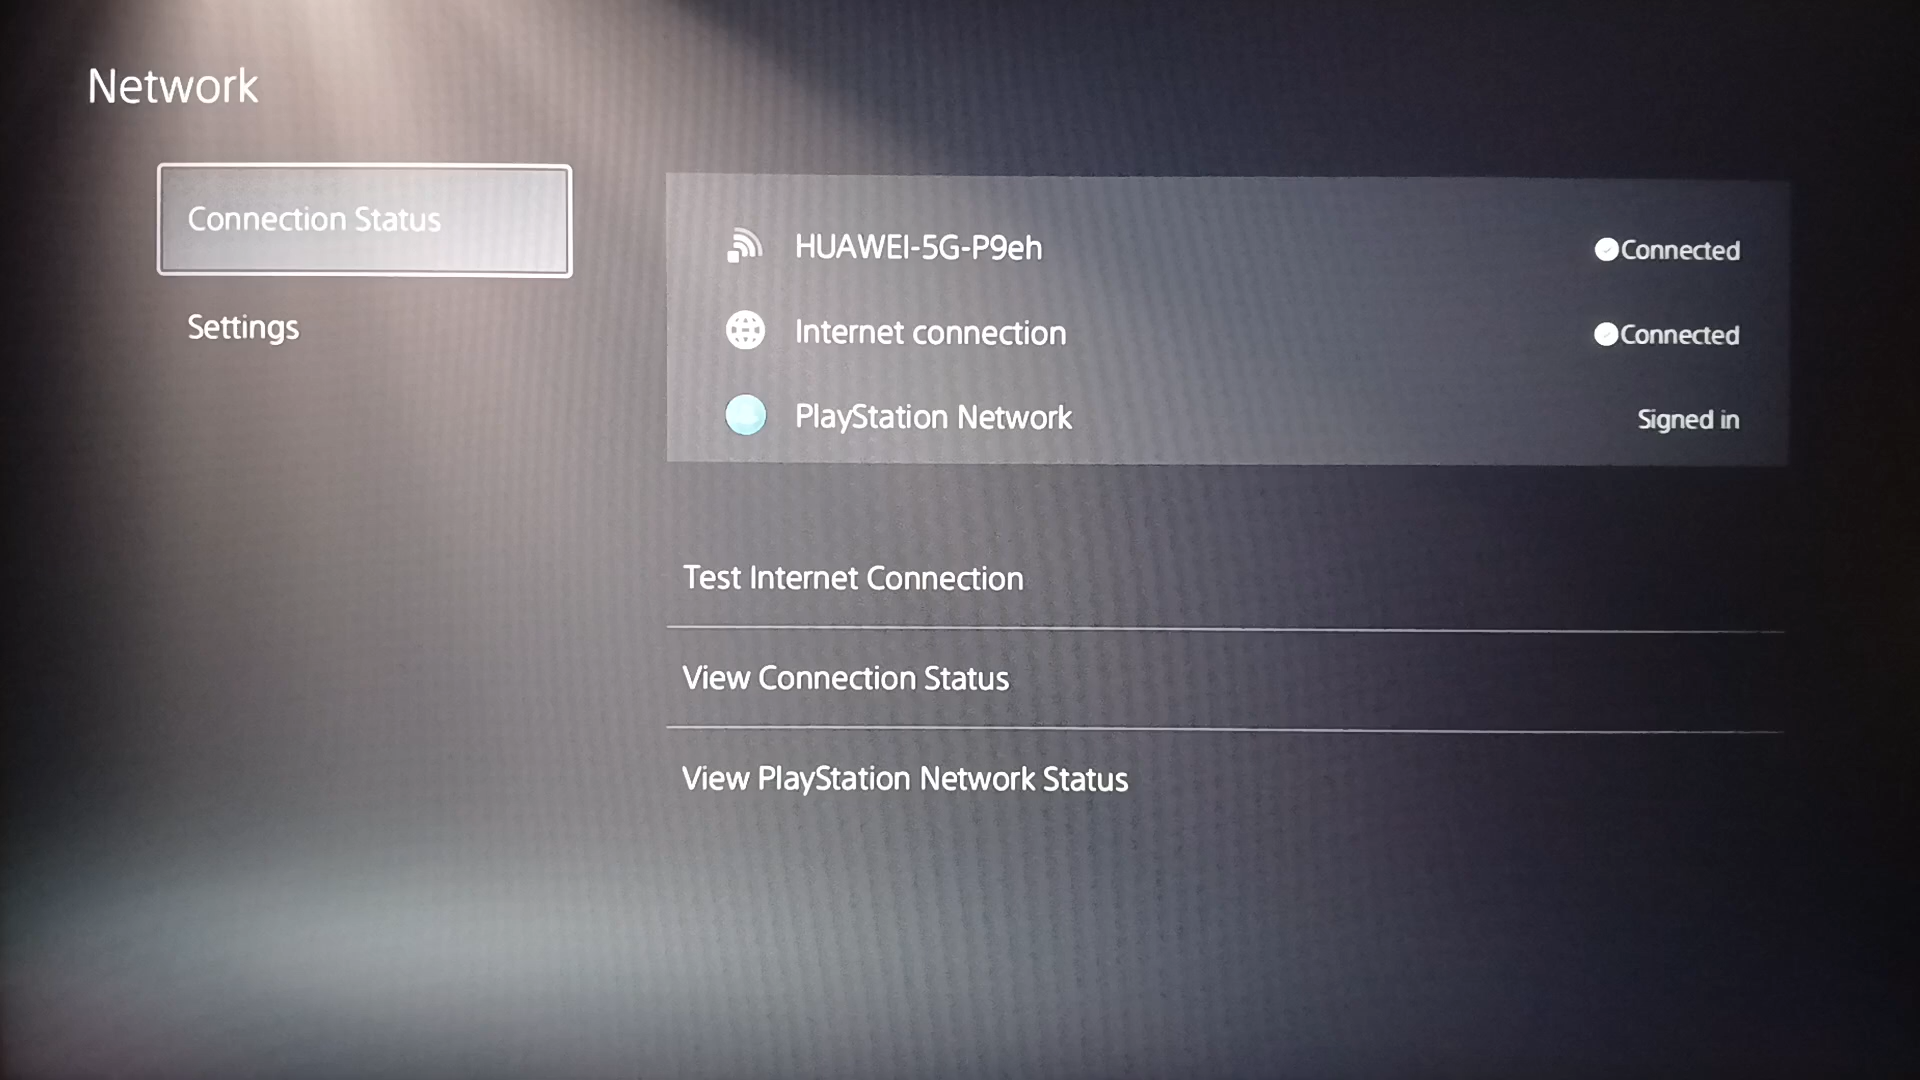 Network
Connection Status
Settings
HUAWEI-5G-P9eh Connected
Internet connection Connected
PlayStation Network Signed in
Test Internet Connection
View Connection Status
View PlayStation Network Status